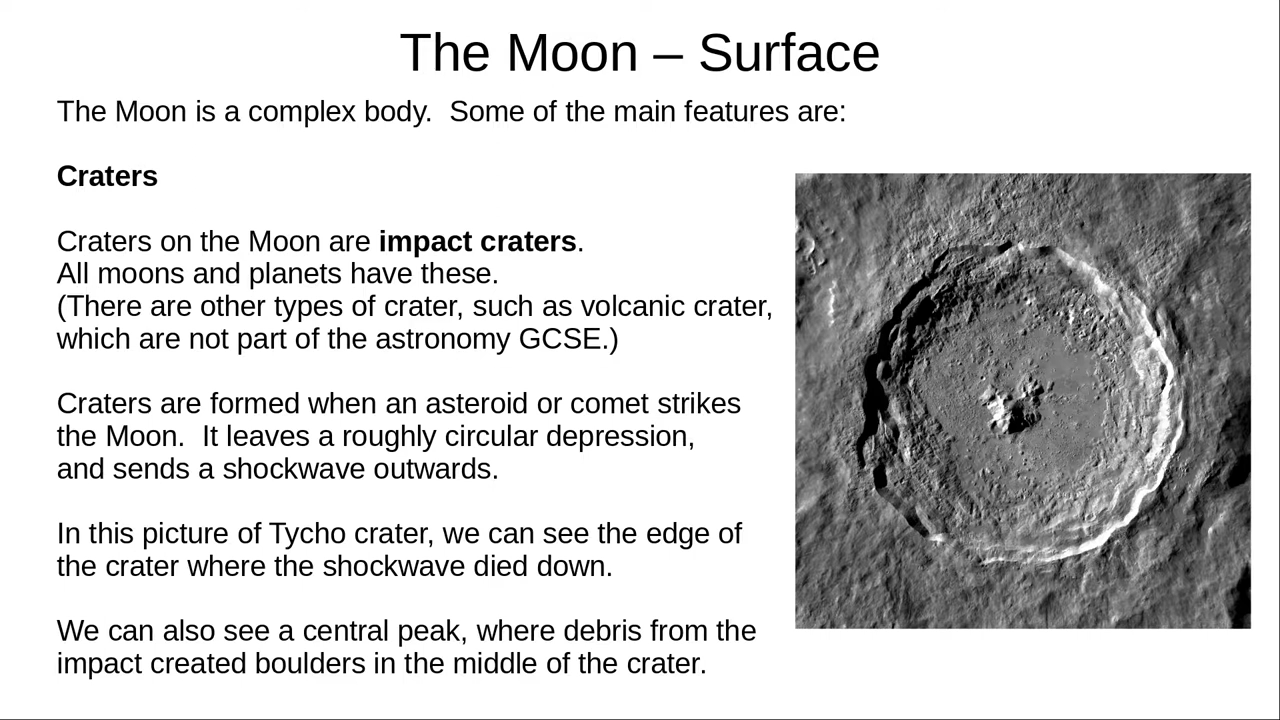 The Moon – Surface
The Moon is a complex body.  Some of the main features are:
Craters
Craters on the Moon are impact craters.
All moons and planets have these.
(There are other types of crater, such as volcanic crater,
which are not part of the astronomy GCSE.)
Craters are formed when an asteroid or comet strikes
the Moon.  It leaves a roughly circular depression,
and sends a shockwave outwards.
In this picture of Tycho crater, we can see the edge of
the crater where the shockwave died down.
We can also see a central peak, where debris from the
impact created boulders in the middle of the crater.